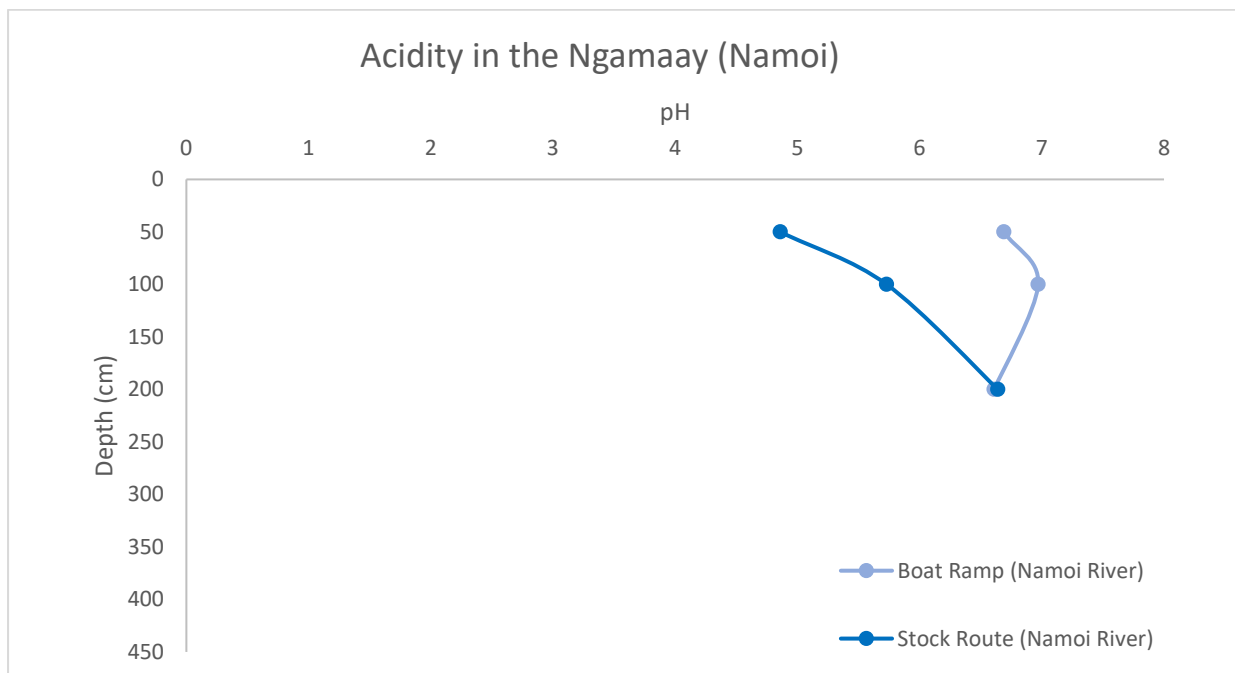 Acidity in the Ngamaay (Namoi)
pH
0 1 2 3 4 5 6 7 8
0
50
100
150
200
250
300
350
400
450
Depth (cm)
Boat Ramp (Namoi River)
Stock Route (Namoi River)